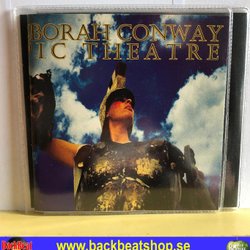 BORAH CONWAY
IC THEATRE
www.backbeatshop.se